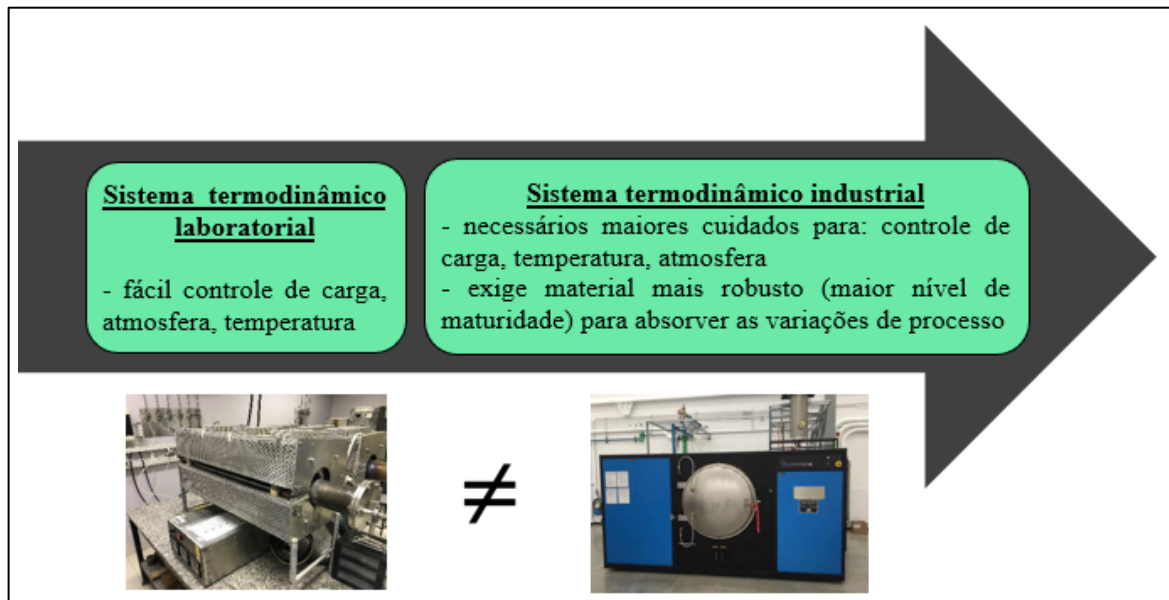 Sistema termodinâmico
laboratorial
- fácil controle de carga,
atmosfera, temperatura
Sistema termodinâmico industrial
- necessários maiores cuidados para: controle de
carga, temperatura, atmosfera
- exige material mais robusto (maior nível de
maturidade) para absorver as variações de processo
≠